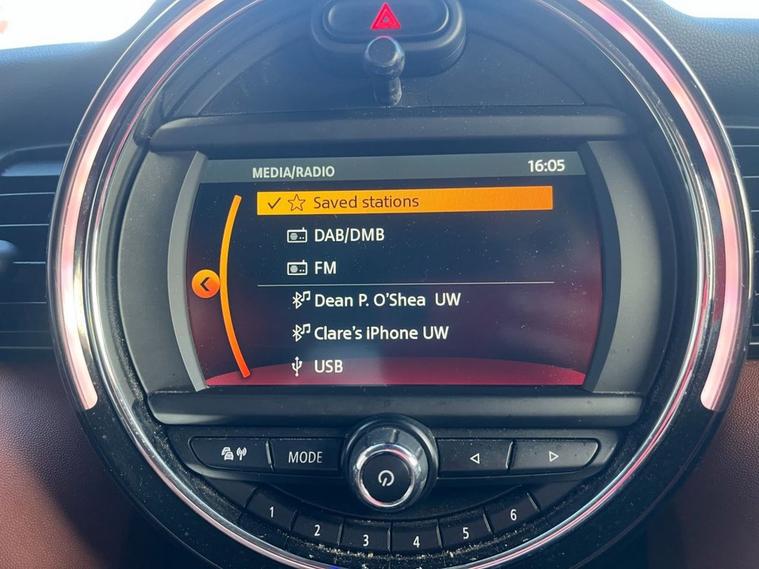 MEDIA/RADIO 16:05
Saved stations
DAB/DMB
FM
Dean P. O'Shea UW
Clare's iPhone UW
USB
MODE
1 2 3 4 5 6